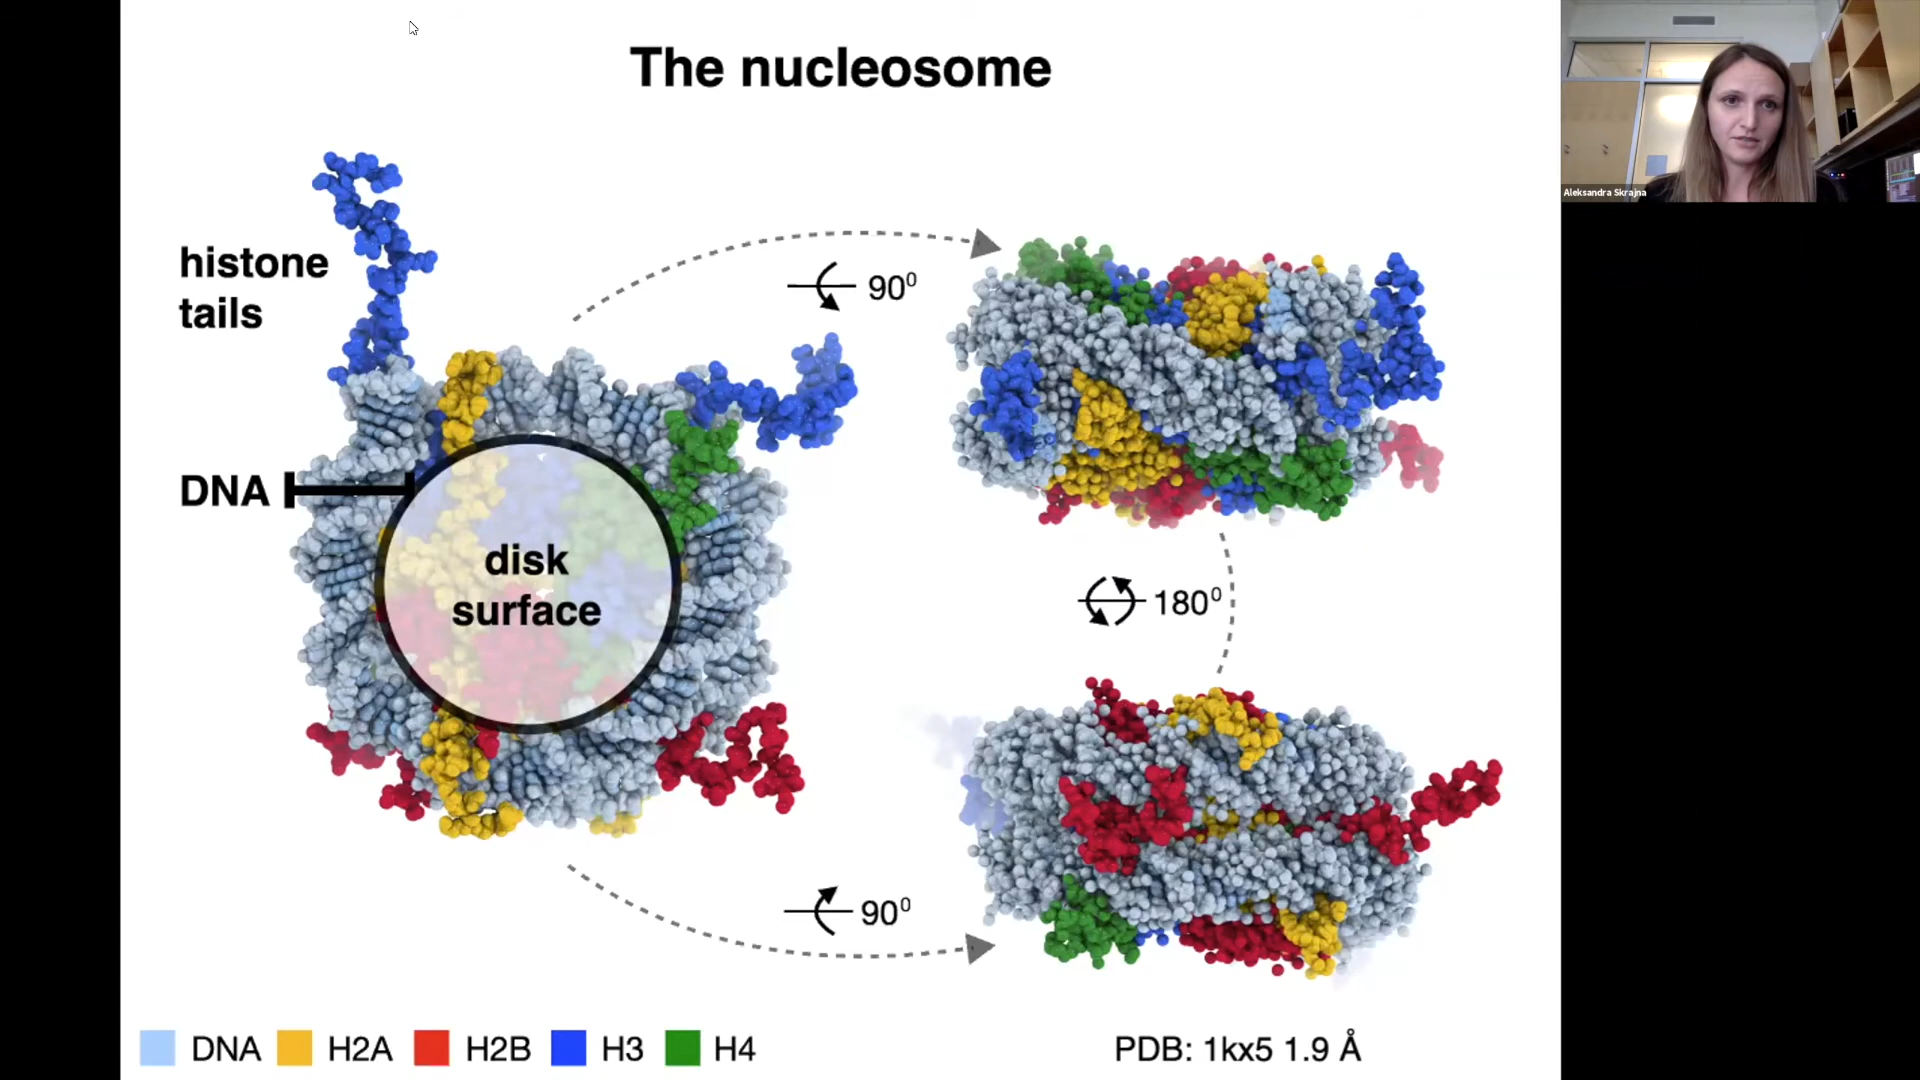 The nucleosome
Aleksandra Skrajna
histone
tails
90⁰
DNA
disk
surface
180⁰
90⁰
DNA H2A H2B H3 H4
PDB: 1kx5 1.9 Å